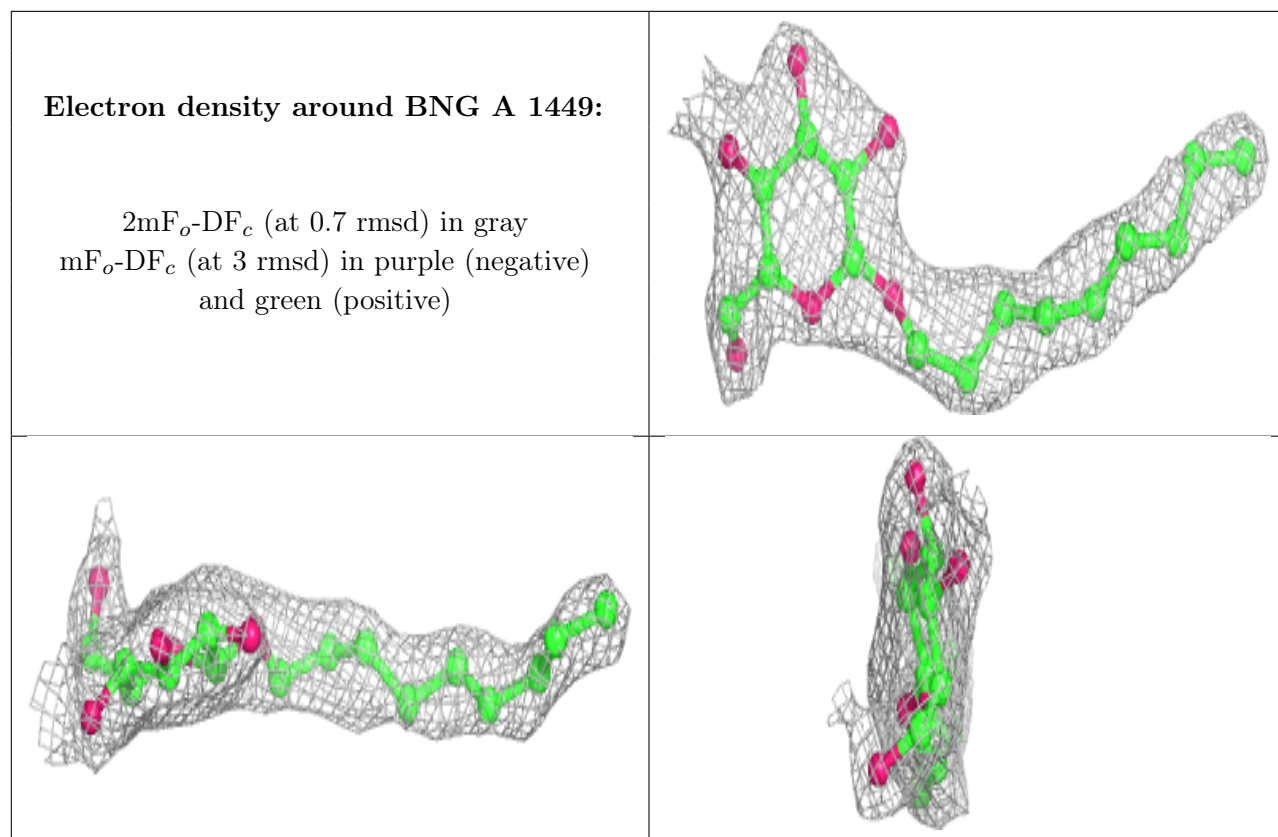 Electron density around BNG A 1449:
2mFo-DFc (at 0.7 rmsd) in gray
mFo-DFc (at 3 rmsd) in purple (negative)
and green (positive)